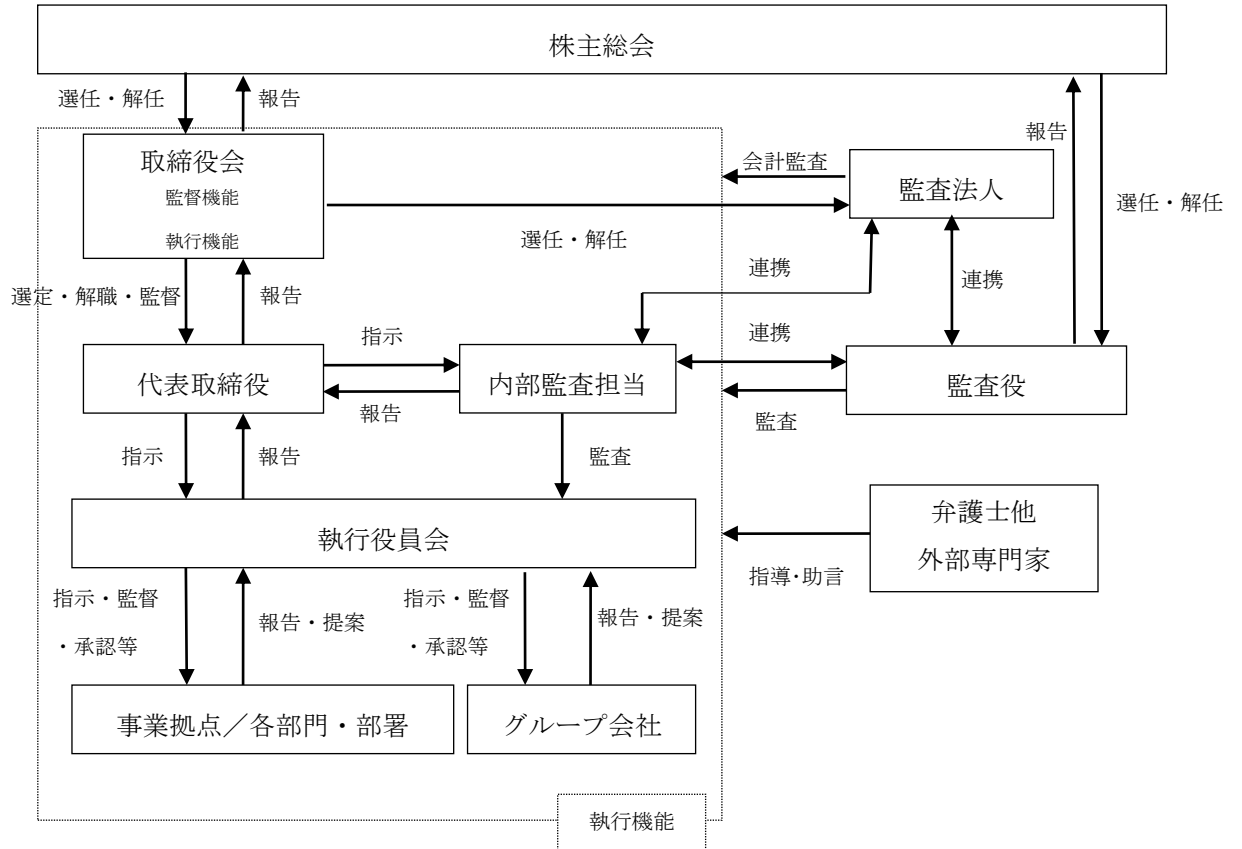 株主総会
選任・解任
報告
報告
選任・解任
取締役会
監督機能
執行機能
会計監査
監査法人
選任・解任
選定・解職・監督
報告
連携
連携
指示
連携
代表取締役
内部監査担当
監査役
報告
監査
指示
報告
監査
執行役員会
弁護士他
外部専門家
指導・助言
指示・監督
・承認等
報告・提案
指示・監督
・承認等
報告・提案
事業拠点／各部門・部署
グループ会社
執行機能